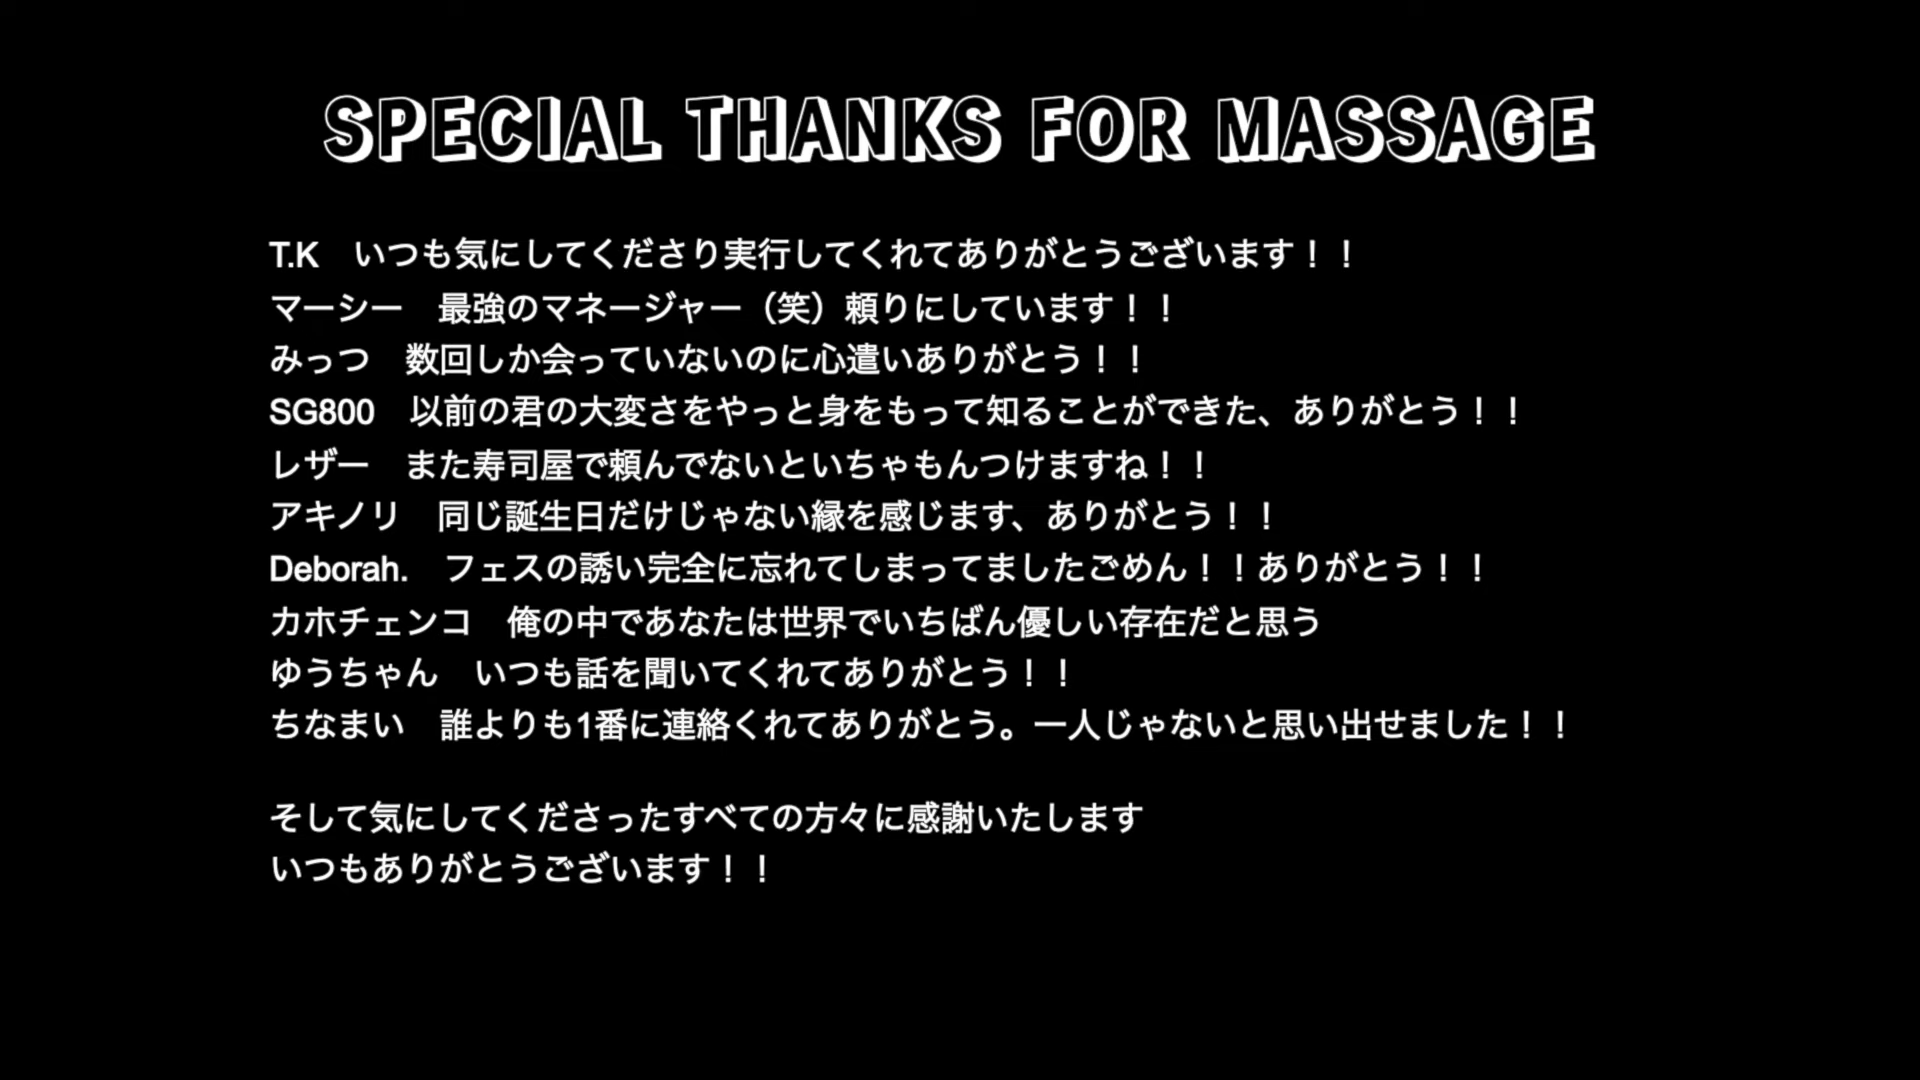 SPECIAL THANKS FOR MASSAGE
T.K　いつも気にしてくださり実行してくれてありがとうございます！！
マーシー　最強のマネージャー（笑）頼りにしています！！
みっつ　数回しか会っていないのに心遣いありがとう！！
SG800　以前の君の大変さをやっと身をもって知ることができた、ありがとう！！
レザー　また寿司屋で頼んでないといちゃもんつけますね！！
アキノリ　同じ誕生日だけじゃない縁を感じます、ありがとう！！
Deborah.　フェスの誘い完全に忘れてしまってましたごめん！！ありがとう！！
カホチェンコ　俺の中であなたは世界でいちばん優しい存在だと思う
ゆうちゃん　いつも話を聞いてくれてありがとう！！
ちなまい　誰よりも1番に連絡くれてありがとう。一人じゃないと思い出せました！！
そして気にしてくださったすべての方々に感謝いたします
いつもありがとうございます！！